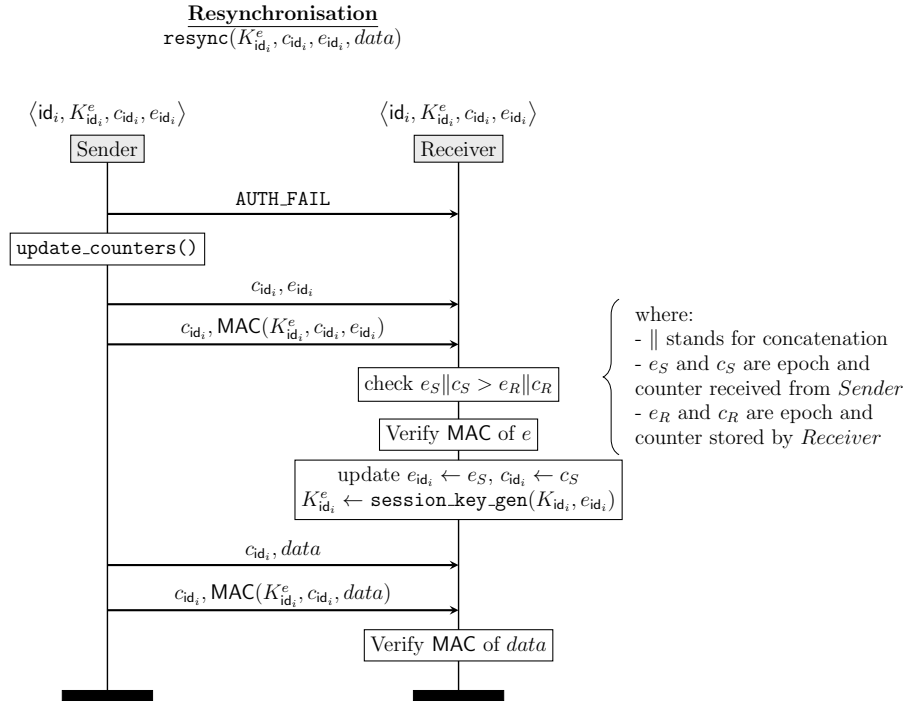 Resynchronisation
resync(K^e_{id_i}, c_{id_i}, e_{id_i}, data)
⟨id_i, K^e_{id_i}, c_{id_i}, e_{id_i}⟩
⟨id_i, K^e_{id_i}, c_{id_i}, e_{id_i}⟩
Sender
Receiver
AUTH_FAIL
update_counters()
c_{id_i}, e_{id_i}
c_{id_i}, MAC(K^e_{id_i}, c_{id_i}, e_{id_i})
check e_S‖c_S > e_R‖c_R
Verify MAC of e
where:
- ‖ stands for concatenation
- e_S and c_S are epoch and
counter received from Sender
- e_R and c_R are epoch and
counter stored by Receiver
update e_{id_i} ← e_S, c_{id_i} ← c_S
K^e_{id_i} ← session_key_gen(K_{id_i}, e_{id_i})
c_{id_i}, data
c_{id_i}, MAC(K^e_{id_i}, c_{id_i}, data)
Verify MAC of data